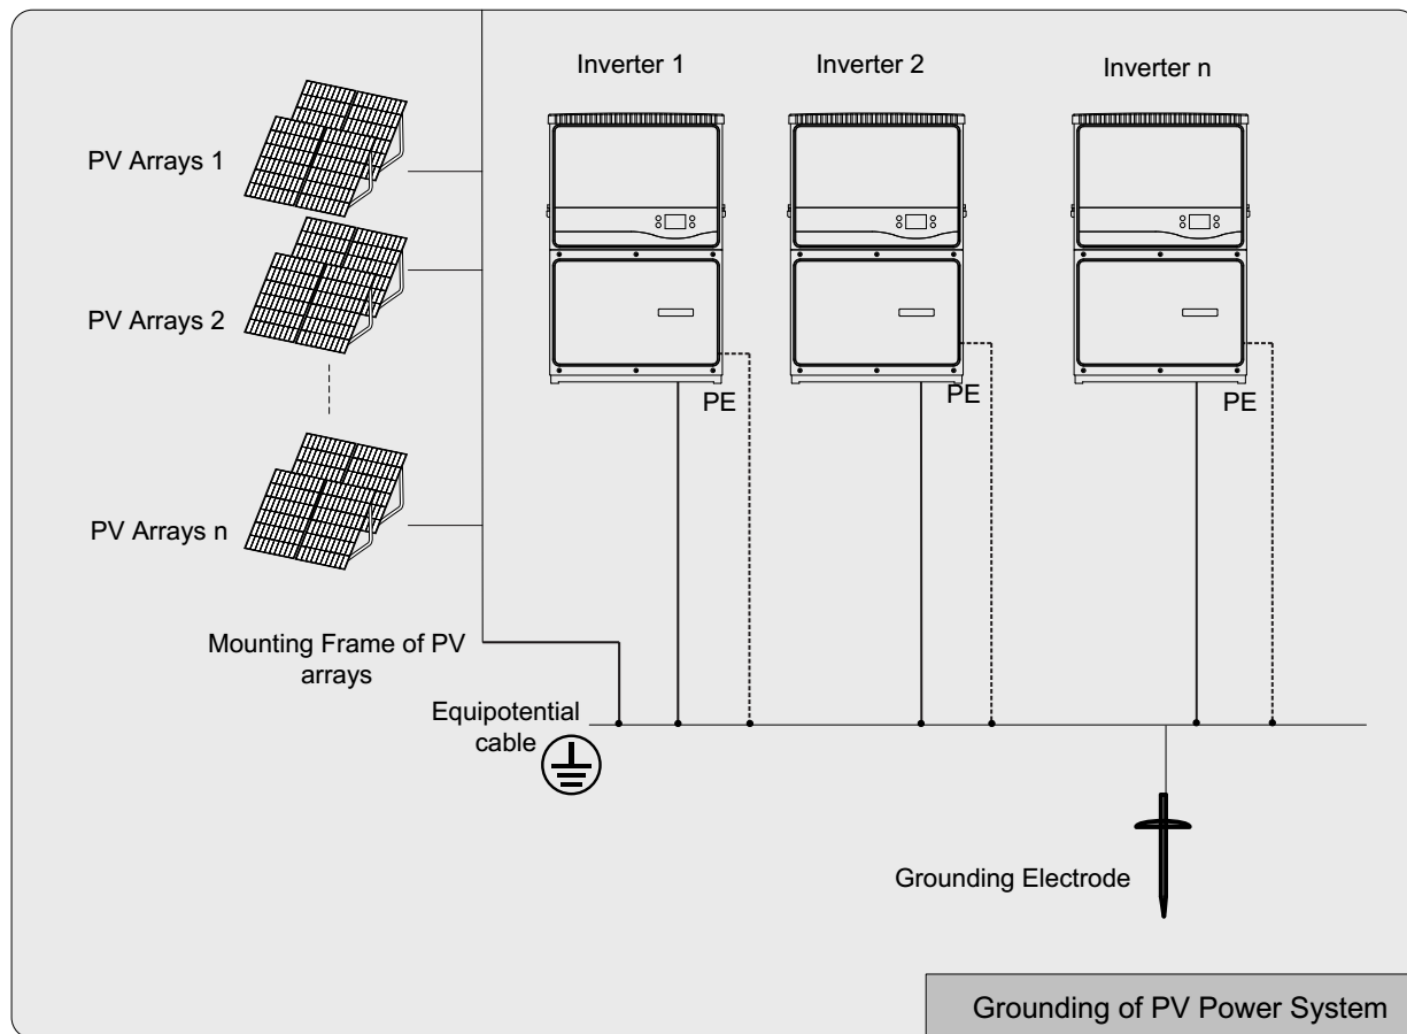 Inverter 1
Inverter 2
Inverter n
PV Arrays 1
PV Arrays 2
PE
PE
PE
PV Arrays n
Mounting Frame of PV
arrays
Equipotential
cable
Grounding Electrode
Grounding of PV Power System